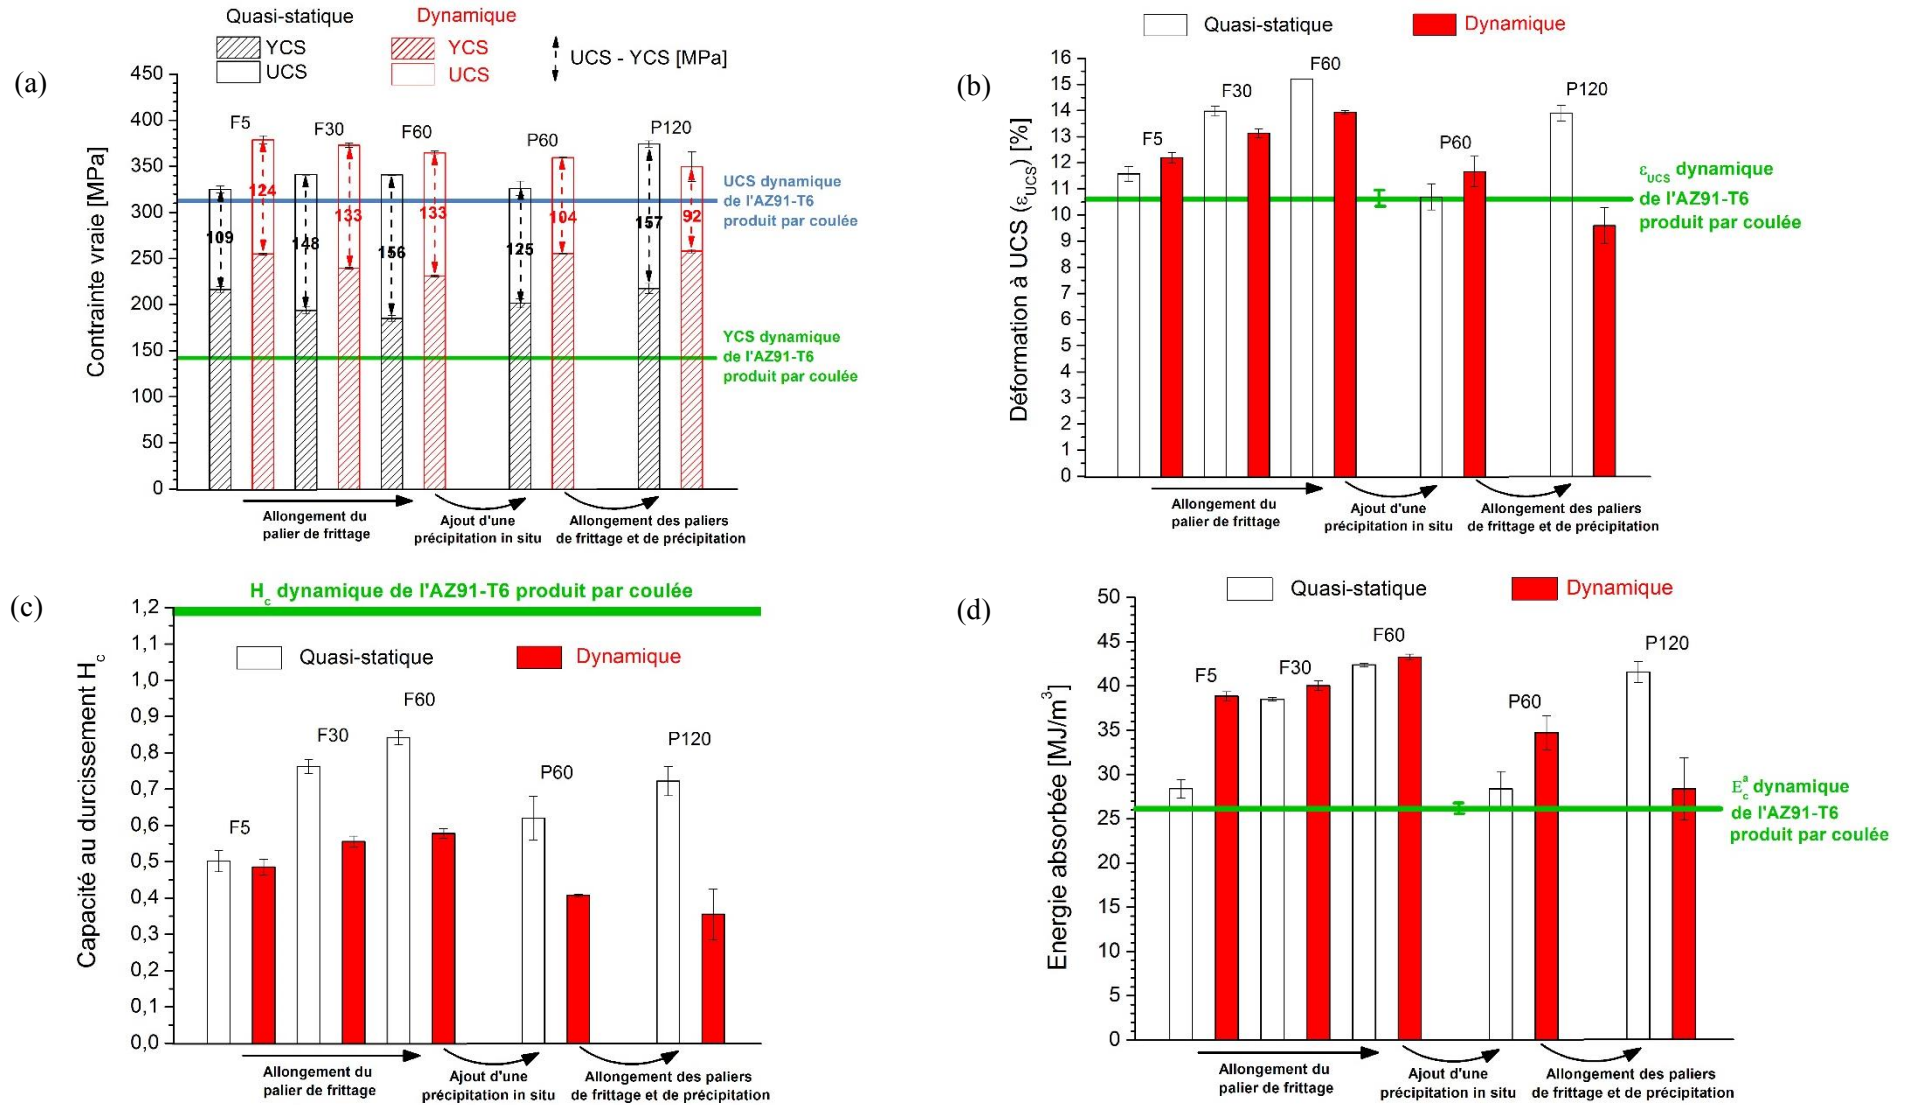 (a)
Quasi-statique
Dynamique
YCS
YCS
UCS
UCS
UCS - YCS [MPa]
Contrainte vraie [MPa]
450
400
350
300
250
200
150
100
50
0
F5
F30
F60
P60
P120
109
124
148
133
156
133
125
104
157
92
UCS dynamique
de l'AZ91-T6
produit par coulée
YCS dynamique
de l'AZ91-T6
produit par coulée
Allongement du
palier de frittage
Ajout d'une
précipitation in situ
Allongement des paliers
de frittage et de précipitation
(b)
Quasi-statique
Dynamique
Déformation à UCS (εUCS) [%]
16
15
14
13
12
11
10
9
8
7
6
5
4
3
2
1
0
F5
F30
F60
P60
P120
εUCS dynamique
de l'AZ91-T6
produit par coulée
Allongement du
palier de frittage
Ajout d'une
précipitation in situ
Allongement des paliers
de frittage et de précipitation
(c)
Hc dynamique de l'AZ91-T6 produit par coulée
Quasi-statique
Dynamique
Capacité au durcissement Hc
1,2
1,1
1,0
0,9
0,8
0,7
0,6
0,5
0,4
0,3
0,2
0,1
0,0
F5
F30
F60
P60
P120
Allongement du
palier de frittage
Ajout d'une
précipitation in situ
Allongement des paliers
de frittage et de précipitation
(d)
Quasi-statique
Dynamique
Energie absorbée [MJ/m³]
50
45
40
35
30
25
20
15
10
5
0
F5
F30
F60
P60
P120
Eac dynamique
de l'AZ91-T6
produit par coulée
Allongement du
palier de frittage
Ajout d'une
précipitation in situ
Allongement des paliers
de frittage et de précipitation